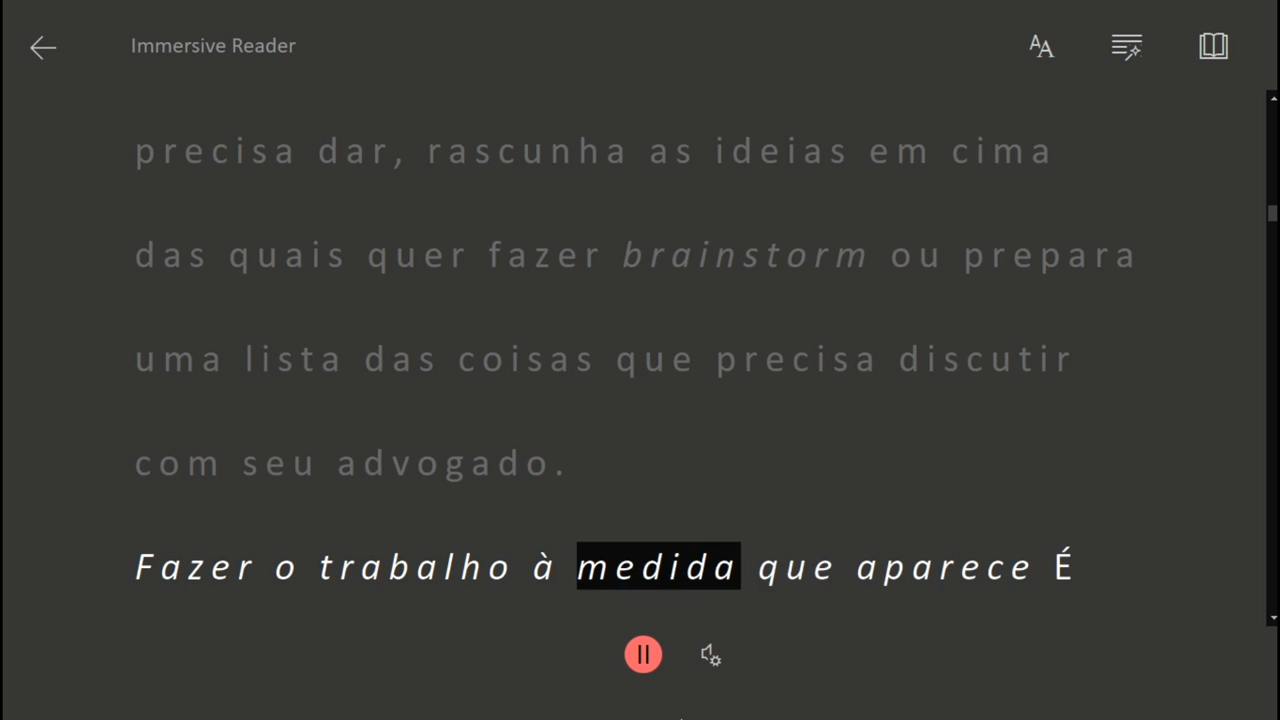 Immersive Reader
precisa dar, rascunha as ideias em cima
das quais quer fazer brainstorm ou prepara
uma lista das coisas que precisa discutir
com seu advogado.
Fazer o trabalho à medida que aparece É